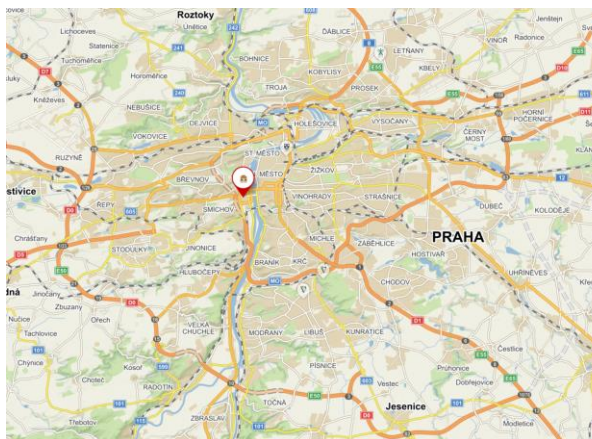 Roztoky
Únětice
Lichoceves
Statenice
Tuchoměřice
Horoměřice
Kněževes
NEBUŠICE
VOKOVICE
DEJVICE
BOHNICE
ĎÁBLICE
LETŇANY
VINOŘ
Radonice
Jenštejn
KOBYLISY
PROSEK
KBELY
TROJA
HOLEŠOVICE
VYSOČANY
HORNÍ
POČERNICE
ČERNÝ
MOST
RUZYNĚ
ST. MĚSTO
MĚSTO
ŽIŽKOV
BŘEVNOV
VINOHRADY
STRAŠNICE
ŘEPY
SMÍCHOV
DUBEČ
KOLODĚJE
Chrášťany
STODŮLKY
JINONICE
MICHLE
ZÁBĚHLICE
PRAHA
HOSTIVAŘ
HLUBOČEPY
BRANÍK
KRČ
CHODOV
UHŘÍNĚVES
Jinočany
Zbuzany
Nučice
Tachlovice
Ořech
VELKÁ
CHUCHLE
MODŘANY
LIBUŠ
KUNRATICE
Chýnice
Choteč
Kosoř
RADOTÍN
PÍSNICE
Vestec
Průhonice
Dobřejovice
Čestlice
TOČNÁ
Jesenice
Třebotov
ZBRASLAV
Modletice